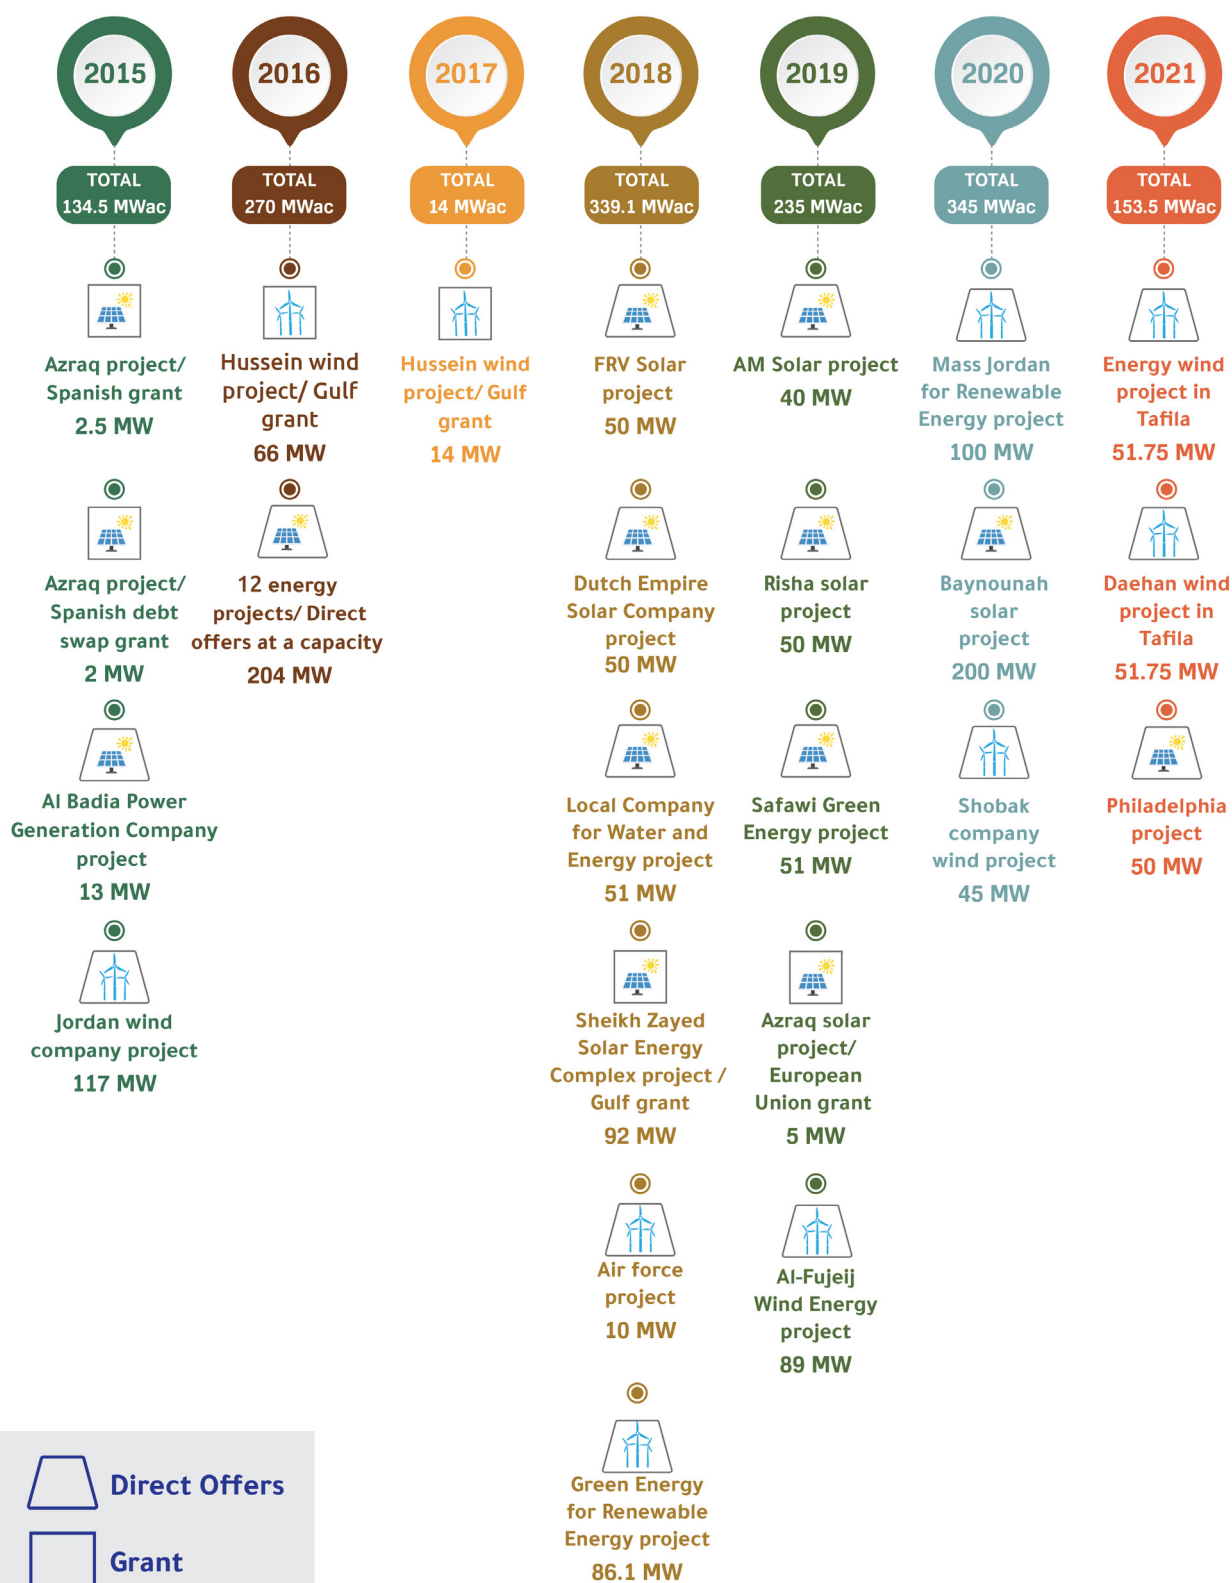 2015
TOTAL
134.5 MWac
Azraq project/
Spanish grant
2.5 MW
Azraq project/
Spanish debt
swap grant
2 MW
Al Badia Power
Generation Company
project
13 MW
Jordan wind
company project
117 MW
2016
TOTAL
270 MWac
Hussein wind
project/ Gulf
grant
66 MW
12 energy
projects/ Direct
offers at a capacity
204 MW
2017
TOTAL
14 MWac
Hussein wind
project/ Gulf
grant
14 MW
2018
TOTAL
339.1 MWac
FRV Solar
project
50 MW
Dutch Empire
Solar Company
project
50 MW
Local Company
for Water and
Energy project
51 MW
Sheikh Zayed
Solar Energy
Complex project /
Gulf grant
92 MW
Air force
project
10 MW
Green Energy
for Renewable
Energy project
86.1 MW
2019
TOTAL
235 MWac
AM Solar project
40 MW
Risha solar
project
50 MW
Safawi Green
Energy project
51 MW
Azraq solar
project/
European
Union grant
5 MW
Al-Fujeij
Wind Energy
project
89 MW
2020
TOTAL
345 MWac
Mass Jordan
for Renewable
Energy project
100 MW
Baynounah
solar
project
200 MW
Shobak
company
wind project
45 MW
2021
TOTAL
153.5 MWac
Energy wind
project in
Tafila
51.75 MW
Daehan wind
project in
Tafila
51.75 MW
Philadelphia
project
50 MW
Direct Offers
Grant